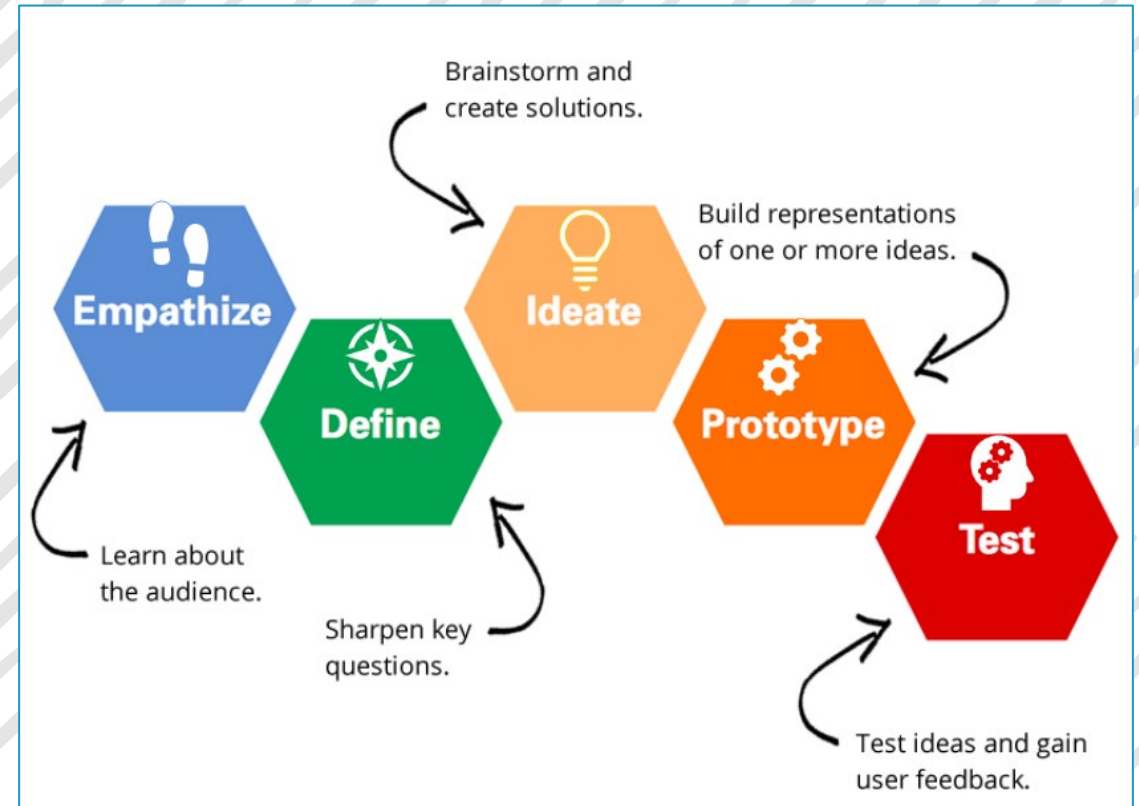 Brainstorm and
create solutions.
Build representations
of one or more ideas.
Empathize
Ideate
Define
Prototype
Test
Learn about
the audience.
Sharpen key
questions.
Test ideas and gain
user feedback.